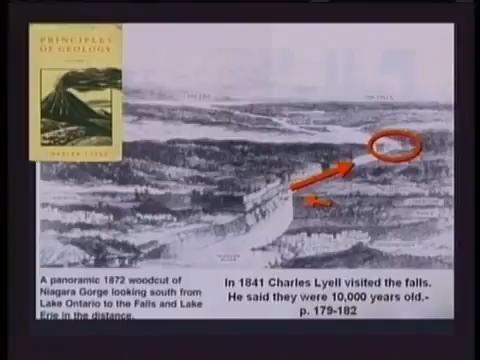 PRINCIPLES
OF GEOLOGY
A panoramic 1872 woodcut of
Niagara Gorge looking south from
Lake Ontario to the Falls and Lake
Erie in the distance.
In 1841 Charles Lyell visited the falls.
He said they were 10,000 years old.-
p. 179-182